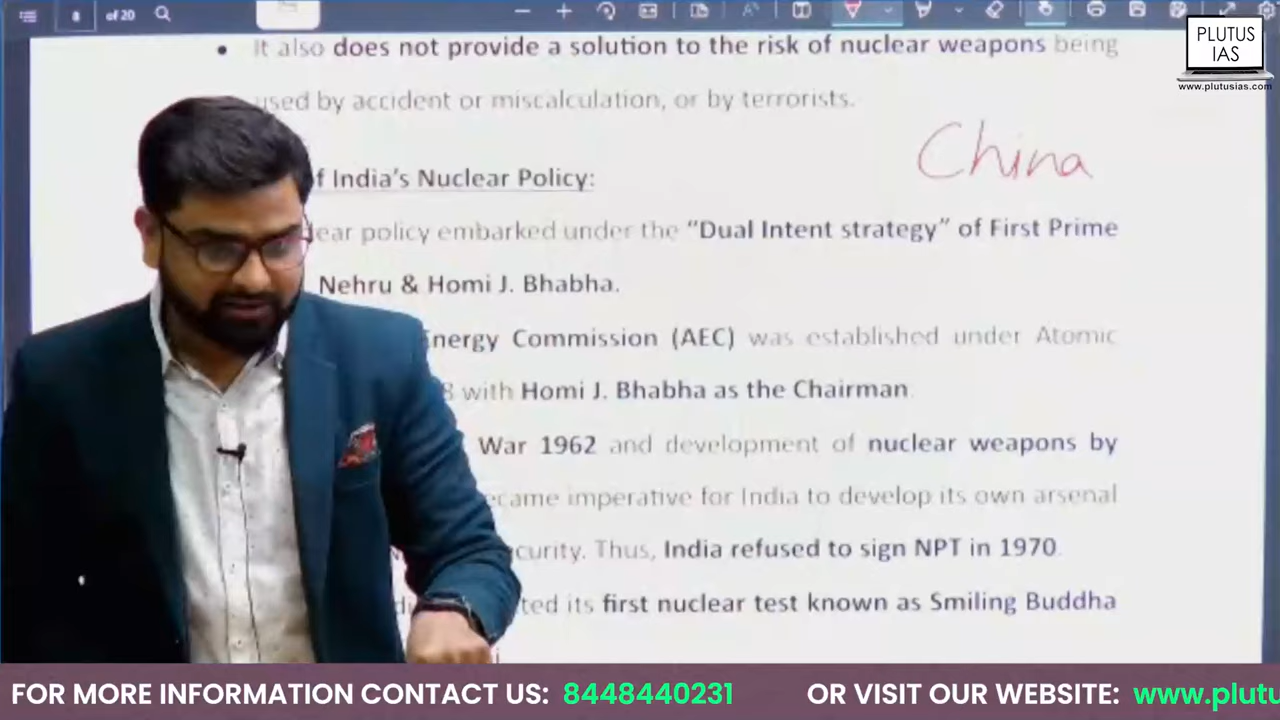 8 of 20
PLUTUS
IAS
www.plutusias.com
• It also does not provide a solution to the risk of nuclear weapons being
used by accident or miscalculation, or by terrorists.
China
f India’s Nuclear Policy:
ear policy embarked under the “Dual Intent strategy” of First Prime
Nehru & Homi J. Bhabha.
Energy Commission (AEC) was established under Atomic
8 with Homi J. Bhabha as the Chairman
War 1962 and development of nuclear weapons by
ecame imperative for India to develop its own arsenal
curity. Thus, India refused to sign NPT in 1970.
ted its first nuclear test known as Smiling Buddha
FOR MORE INFORMATION CONTACT US: 8448440231 OR VISIT OUR WEBSITE: www.plutu